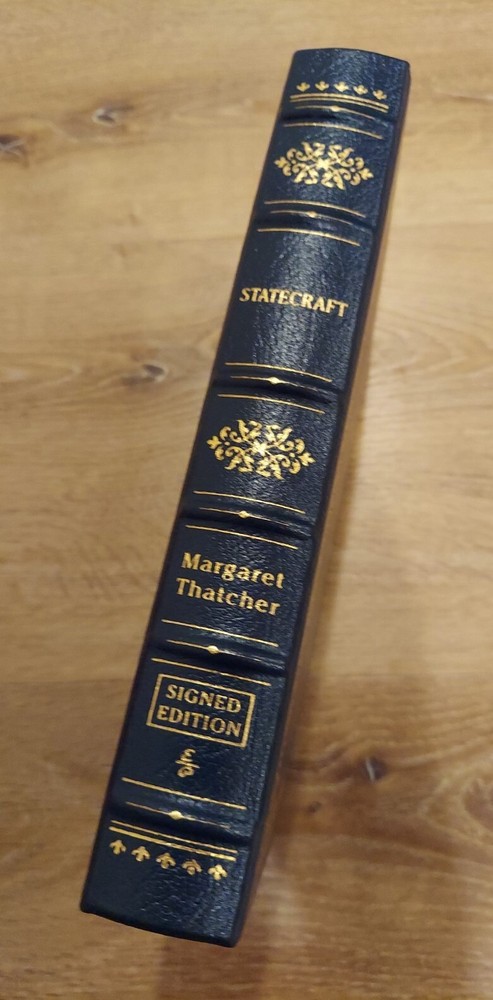 STATECRAFT
Margaret
Thatcher
SIGNED
EDITION